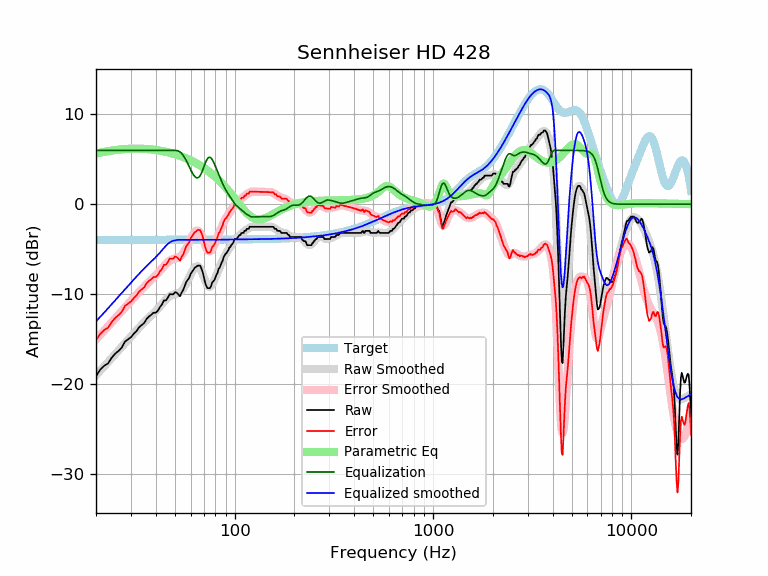 Sennheiser HD 428
Amplitude (dBr)
10
0
−10
−20
−30
Target
Raw Smoothed
Error Smoothed
Raw
Error
Parametric Eq
Equalization
Equalized smoothed
100 1000 10000
Frequency (Hz)